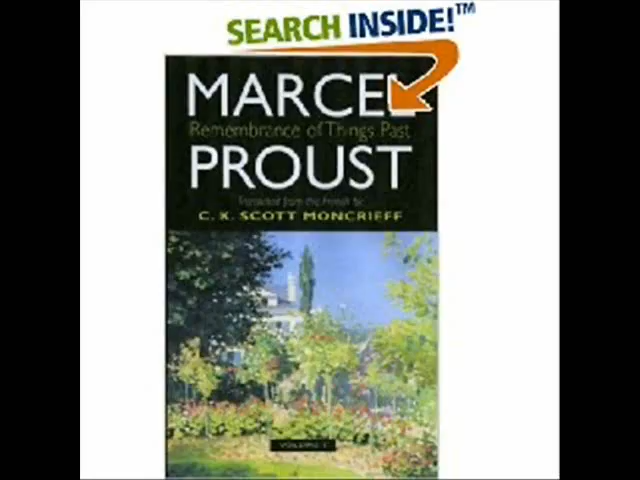 SEARCH INSIDE!™
MARCEL
Remembrance of Things Past
PROUST
Translated from the French by
C. K. SCOTT MONCRIEFF
VOLUME